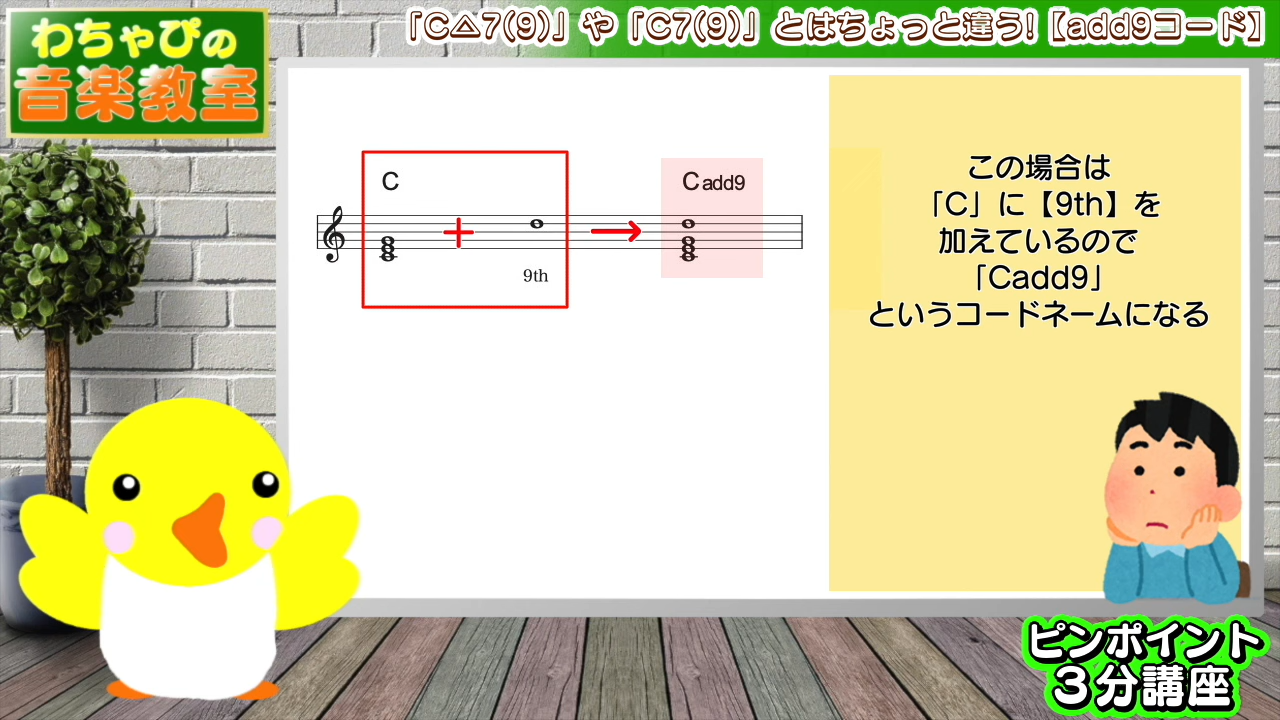 わちゃぴの
音楽教室
「C△7(9)」や「C7(9)」とはちょっと違う!【add9コード】
C
Cadd9
9th
この場合は
「C」に【9th】を
加えているので
「Cadd9」
というコードネームになる
ピンポイント
3分講座